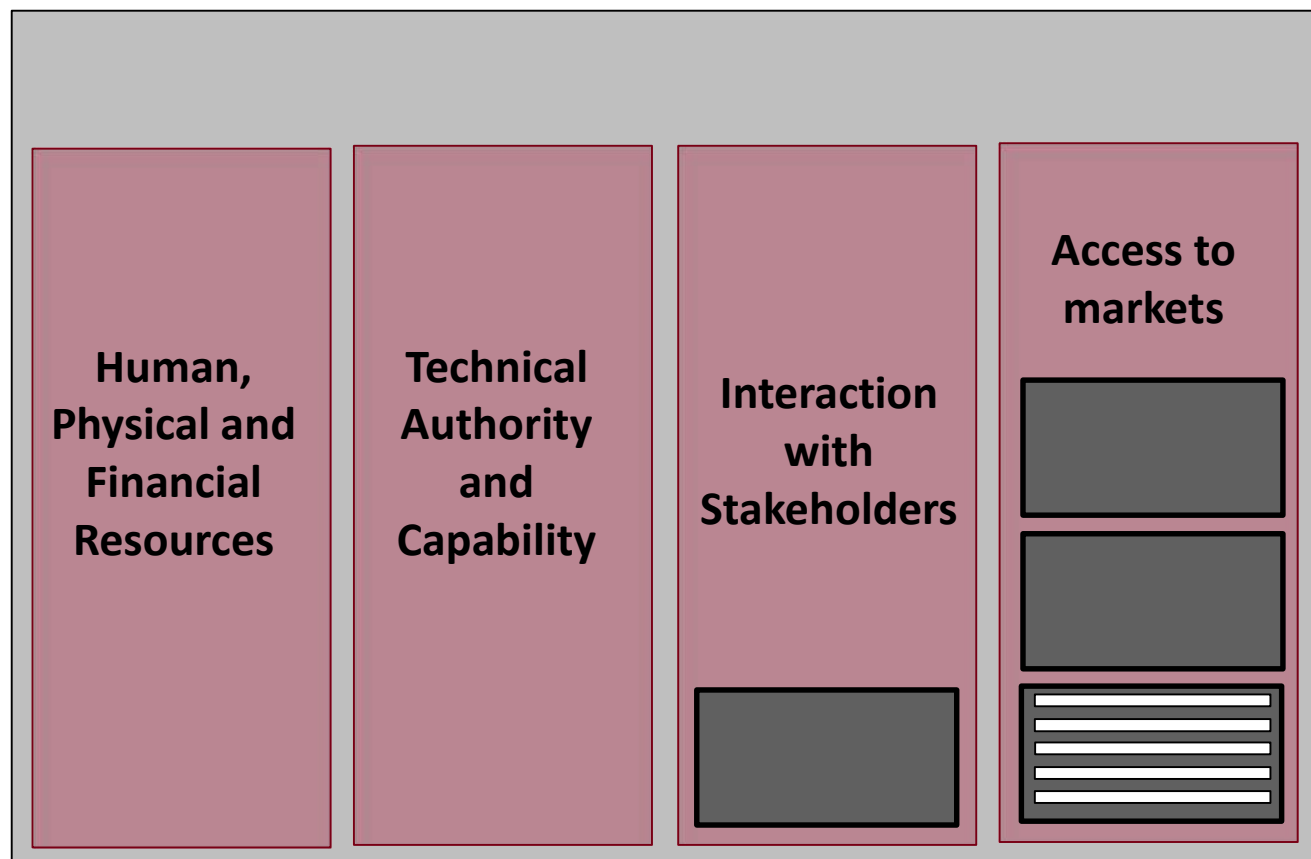 Human,
Physical and
Financial
Resources
Technical
Authority
and
Capability
Interaction
with
Stakeholders
Access to
markets